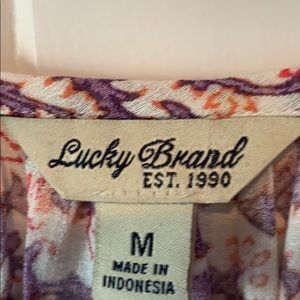 Lucky Brand
EST. 1990
M
MADE IN
INDONESIA